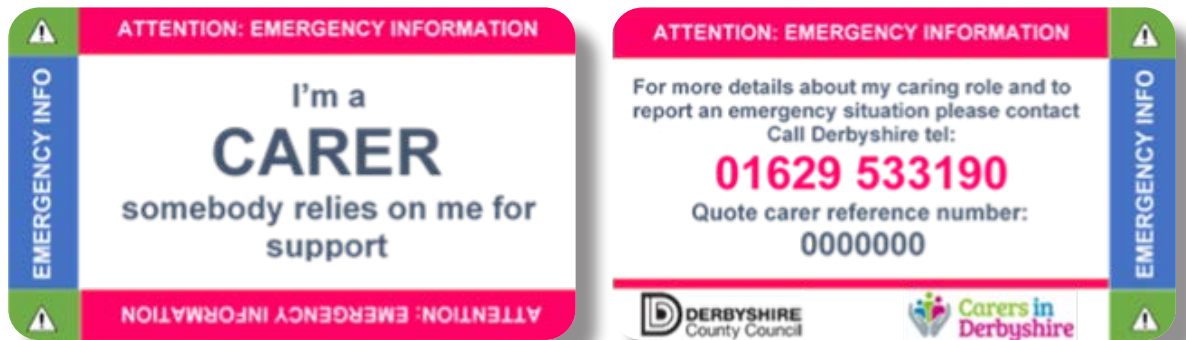 ATTENTION: EMERGENCY INFORMATION
EMERGENCY INFO
I'm a
CARER
somebody relies on me for
support
ATTENTION: EMERGENCY INFORMATION
ATTENTION: EMERGENCY INFORMATION
For more details about my caring role and to
report an emergency situation please contact
Call Derbyshire tel:
01629 533190
Quote carer reference number:
0000000
EMERGENCY INFO
DERBYSHIRE
County Council
Carers in
Derbyshire